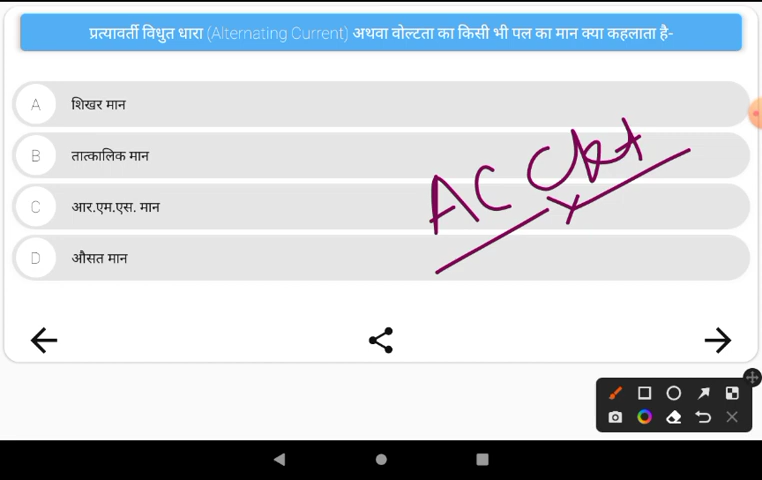 प्रत्यावर्ती विधुत धारा (Alternating Current) अथवा वोल्टता का किसी भी पल का मान क्या कहलाता है-
A शिखर मान
B तात्कालिक मान
C आर.एम.एस. मान
D औसत मान
AC